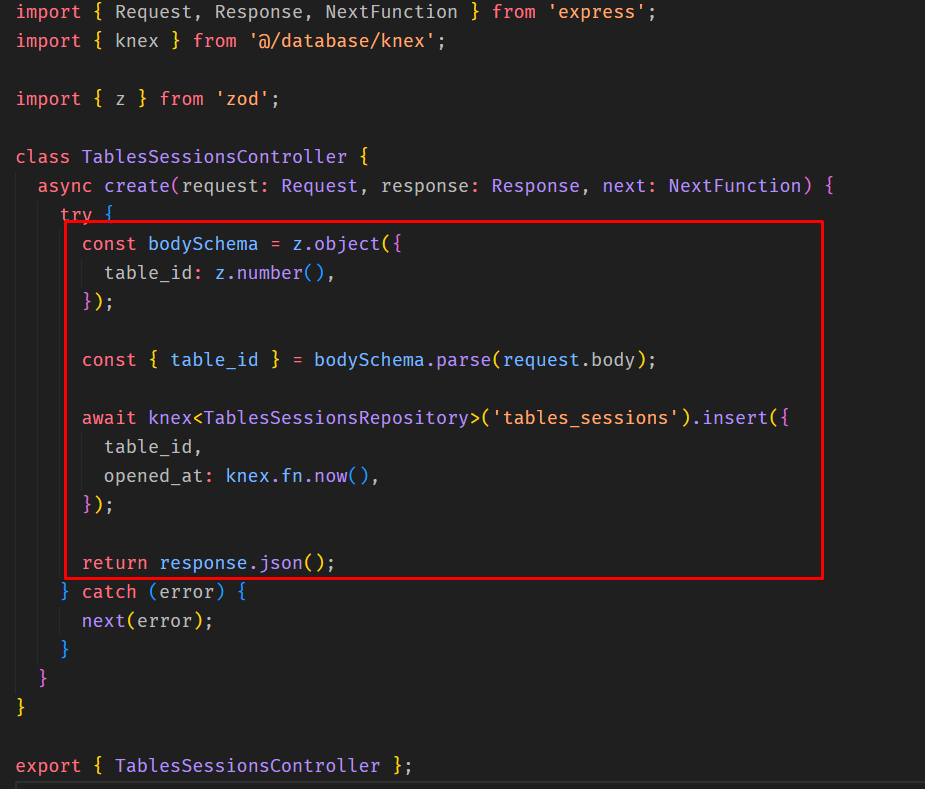 import { Request, Response, NextFunction } from 'express';
import { knex } from '@/database/knex';
import { z } from 'zod';
class TablesSessionsController {
async create(request: Request, response: Response, next: NextFunction) {
try {
const bodySchema = z.object({
table_id: z.number(),
});
const { table_id } = bodySchema.parse(request.body);
await knex<TablesSessionsRepository>('tables_sessions').insert({
table_id,
opened_at: knex.fn.now(),
});
return response.json();
} catch (error) {
next(error);
}
}
}
export { TablesSessionsController };